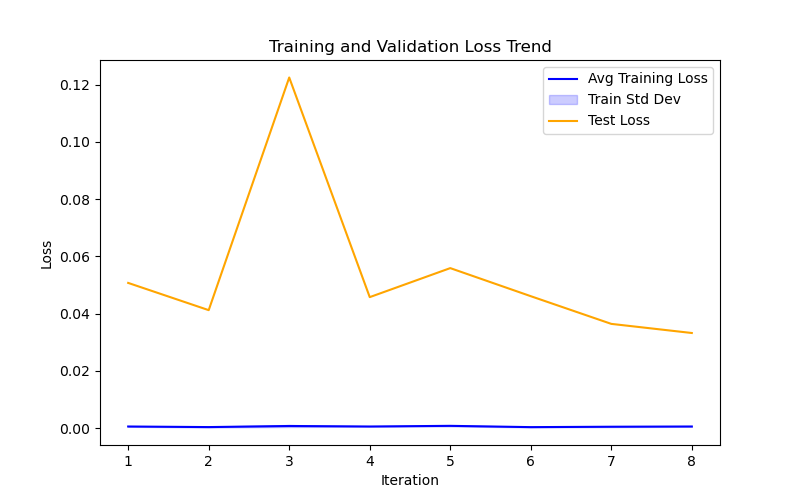 Training and Validation Loss Trend
Avg Training Loss
Train Std Dev
Test Loss
0.12
0.10
0.08
0.06
0.04
0.02
0.00
Loss
1 2 3 4 5 6 7 8
Iteration